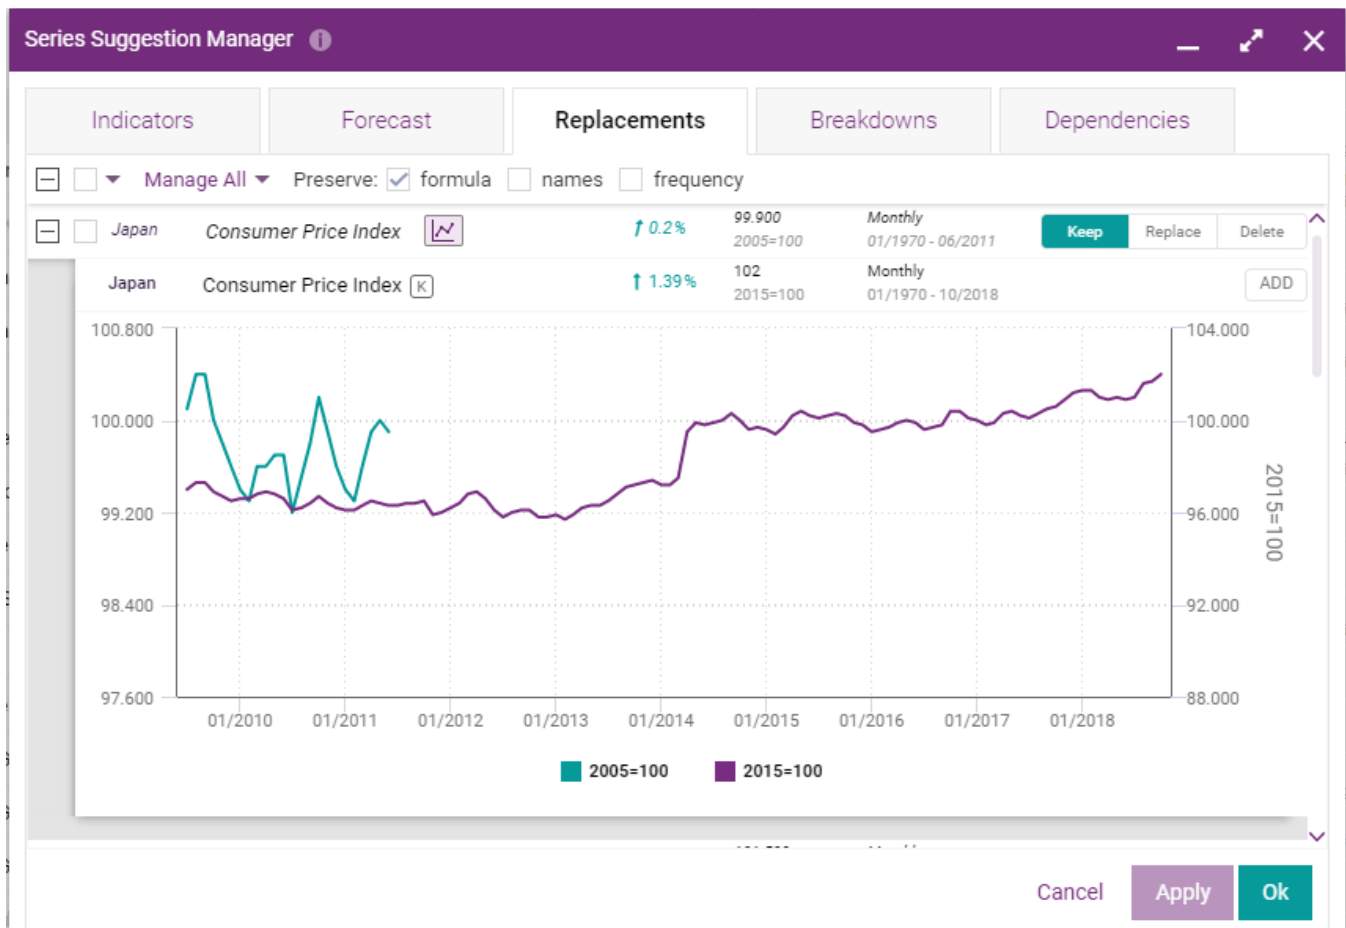 Series Suggestion Manager i
Indicators Forecast Replacements Breakdowns Dependencies
Manage All Preserve: formula names frequency
Japan Consumer Price Index ↑ 0.2% 99.900 Monthly Keep Replace Delete
2005=100 01/1970 - 06/2011
Japan Consumer Price Index K ↑ 1.39% 102 Monthly ADD
2015=100 01/1970 - 10/2018
100.800 104.000
100.000 100.000
99.200 96.000
98.400 92.000
97.600 88.000
2015=100
01/2010 01/2011 01/2012 01/2013 01/2014 01/2015 01/2016 01/2017 01/2018
2005=100 2015=100
Cancel Apply Ok